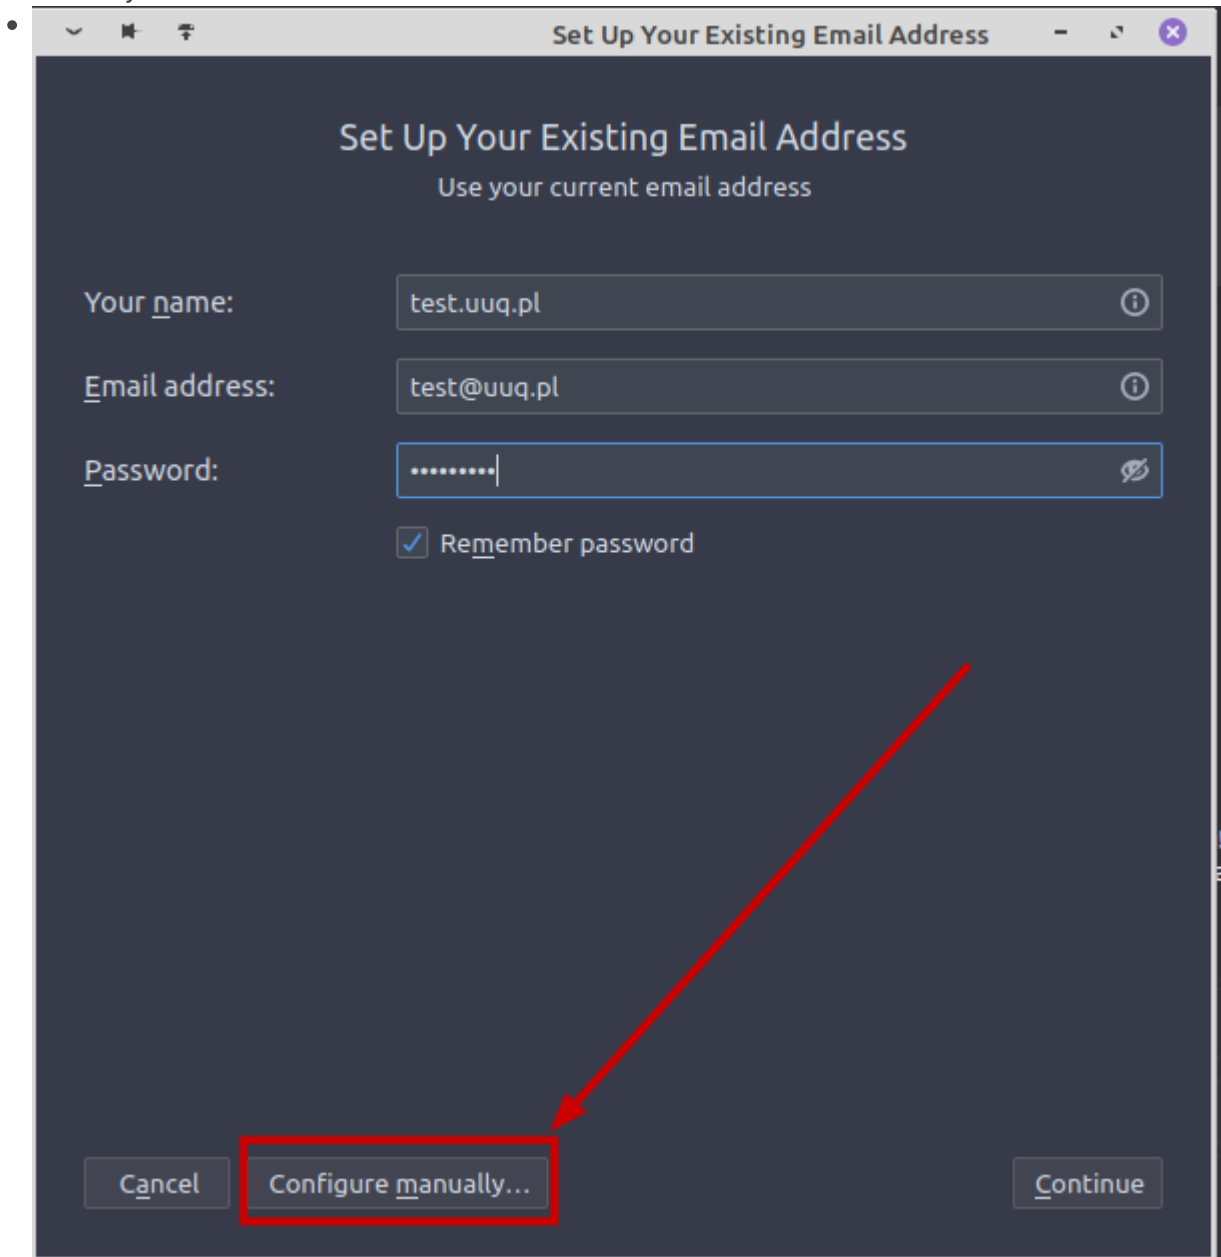 Set Up Your Existing Email Address
Set Up Your Existing Email Address
Use your current email address
Your name:
test.uuq.pl
Email address:
test@uuq.pl
Password:
•••••••••
Remember password
Cancel
Configure manually...
Continue